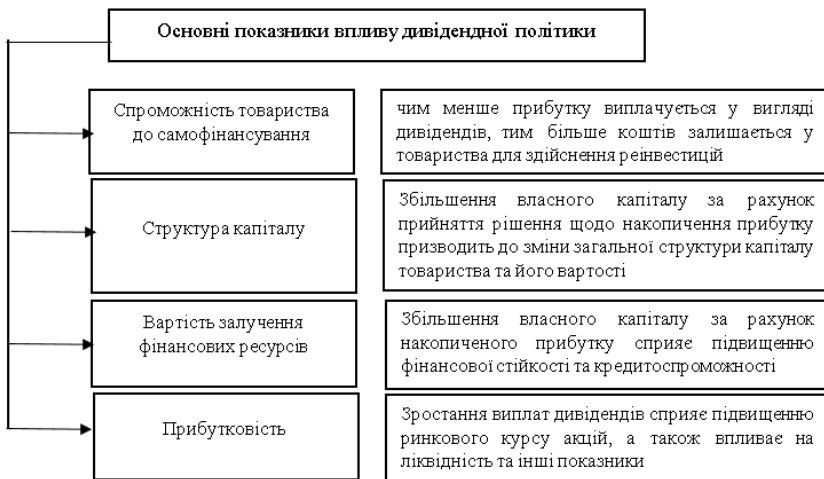 Основні показники впливу дивідендної політики
Спроможність товариства
до самофінансування
чим менше прибутку виплачується у вигляді
дивідендів, тим більше коштів залишається у
товариства для здійснення реінвестицій
Структура капіталу
Збільшення власного капіталу за рахунок
прийняття рішення щодо накопичення прибутку
призводить до зміни загальної структури капіталу
товариства та його вартості
Вартість залучення
фінансових ресурсів
Збільшення власного капіталу за рахунок
накопиченого прибутку сприяє підвищенню
фінансової стійкості та кредитоспроможності
Прибутковість
Зростання виплат дивідендів сприяє підвищенню
ринкового курсу акцій, а також впливає на
ліквідність та інші показники